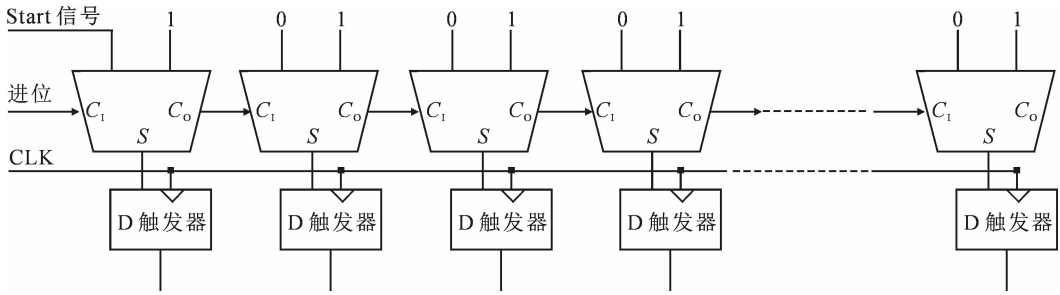 Start 信号 1 0 1 0 1 0 1 0 1
进位 C_I C_O C_I C_O C_I C_O C_I C_O C_I C_O
S S S S S
CLK
D 触发器 D 触发器 D 触发器 D 触发器 D 触发器